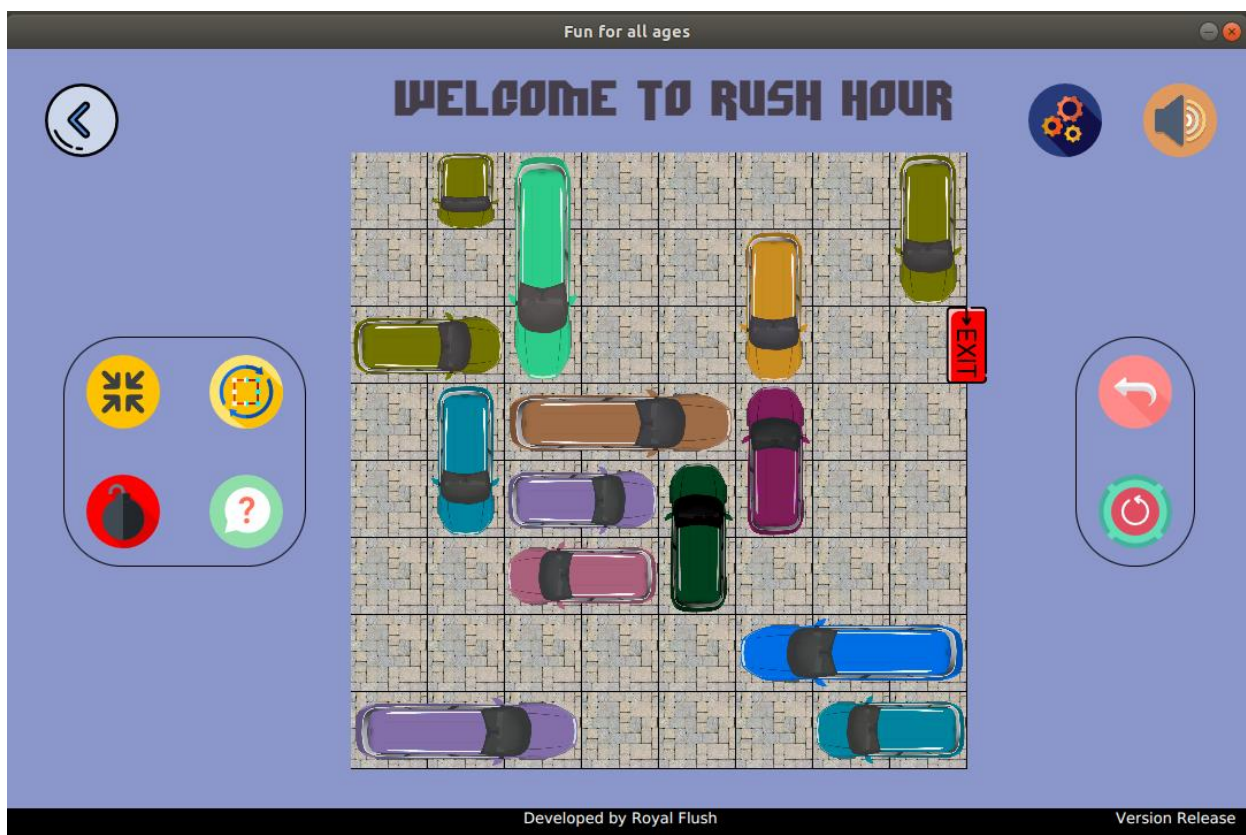 Fun for all ages
WELCOME TO RUSH HOUR
EXIT
?
Developed by Royal Flush
Version Release